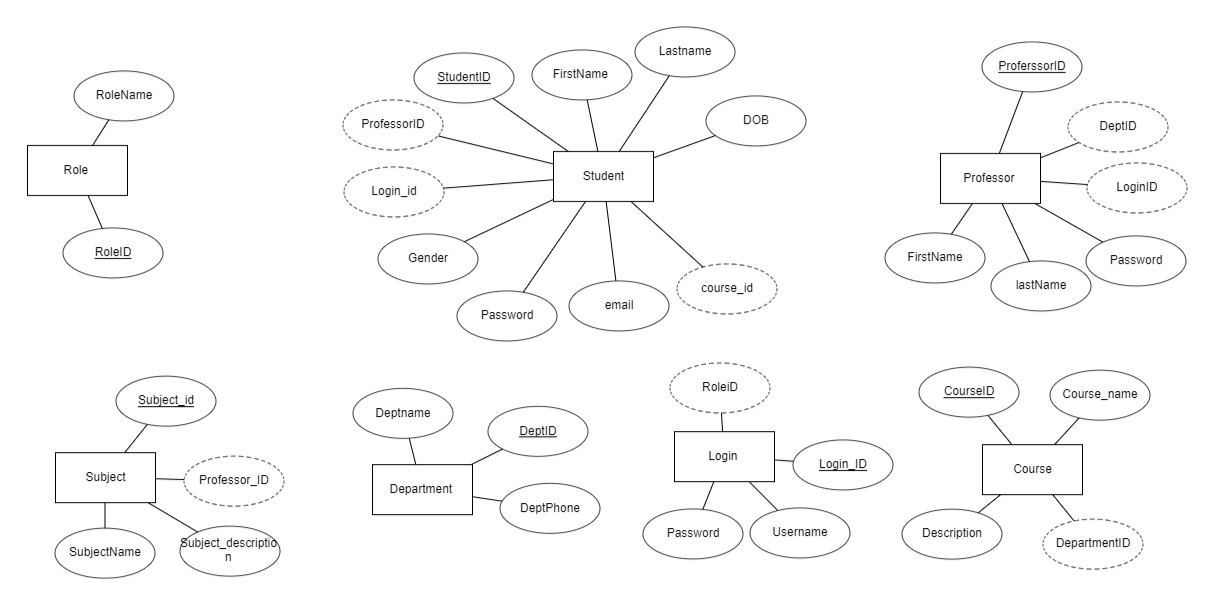 RoleName
Role
RoleID
StudentID
FirstName
Lastname
DOB
ProfessorID
Login_id
Student
Gender
Password
email
course_id
ProferssorID
DeptID
LoginID
Professor
FirstName
lastName
Password
Subject_id
Subject
Professor_ID
SubjectName
Subject_descriptio
n
Deptname
DeptID
Department
DeptPhone
RoleiD
Login
Login_ID
Password
Username
CourseID
Course_name
Course
Description
DepartmentID